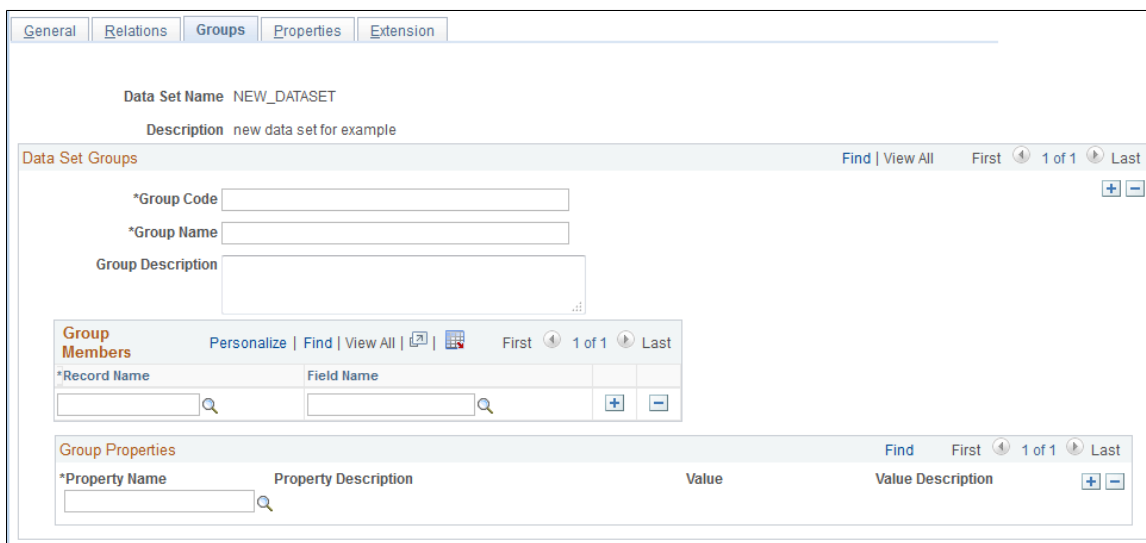 General Relations Groups Properties Extension
Data Set Name NEW_DATASET
Description new data set for example
Data Set Groups Find | View All First 1 of 1 Last
*Group Code
*Group Name
Group Description
Group Members Personalize | Find | View All | | First 1 of 1 Last
*Record Name Field Name
Group Properties Find First 1 of 1 Last
*Property Name Property Description Value Value Description